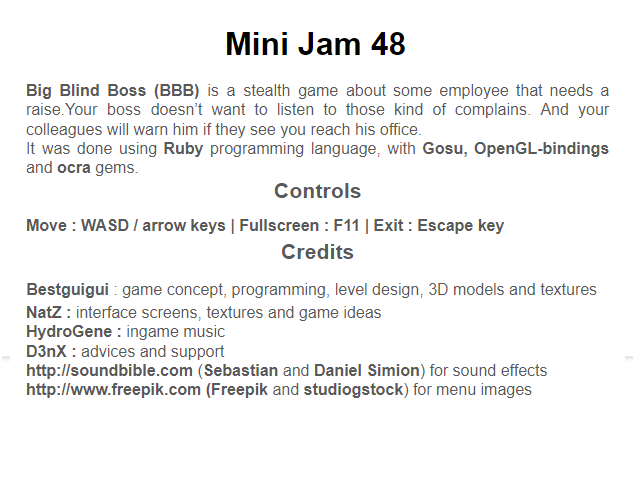 Mini Jam 48
Big Blind Boss (BBB) is a stealth game about some employee that needs a
raise.Your boss doesn’t want to listen to those kind of complains. And your
colleagues will warn him if they see you reach his office.
It was done using Ruby programming language, with Gosu, OpenGL-bindings
and ocra gems.
Controls
Move : WASD / arrow keys | Fullscreen : F11 | Exit : Escape key
Credits
Bestguigui : game concept, programming, level design, 3D models and textures
NatZ : interface screens, textures and game ideas
HydroGene : ingame music
D3nX : advices and support
http://soundbible.com (Sebastian and Daniel Simion) for sound effects
http://www.freepik.com (Freepik and studiogstock) for menu images